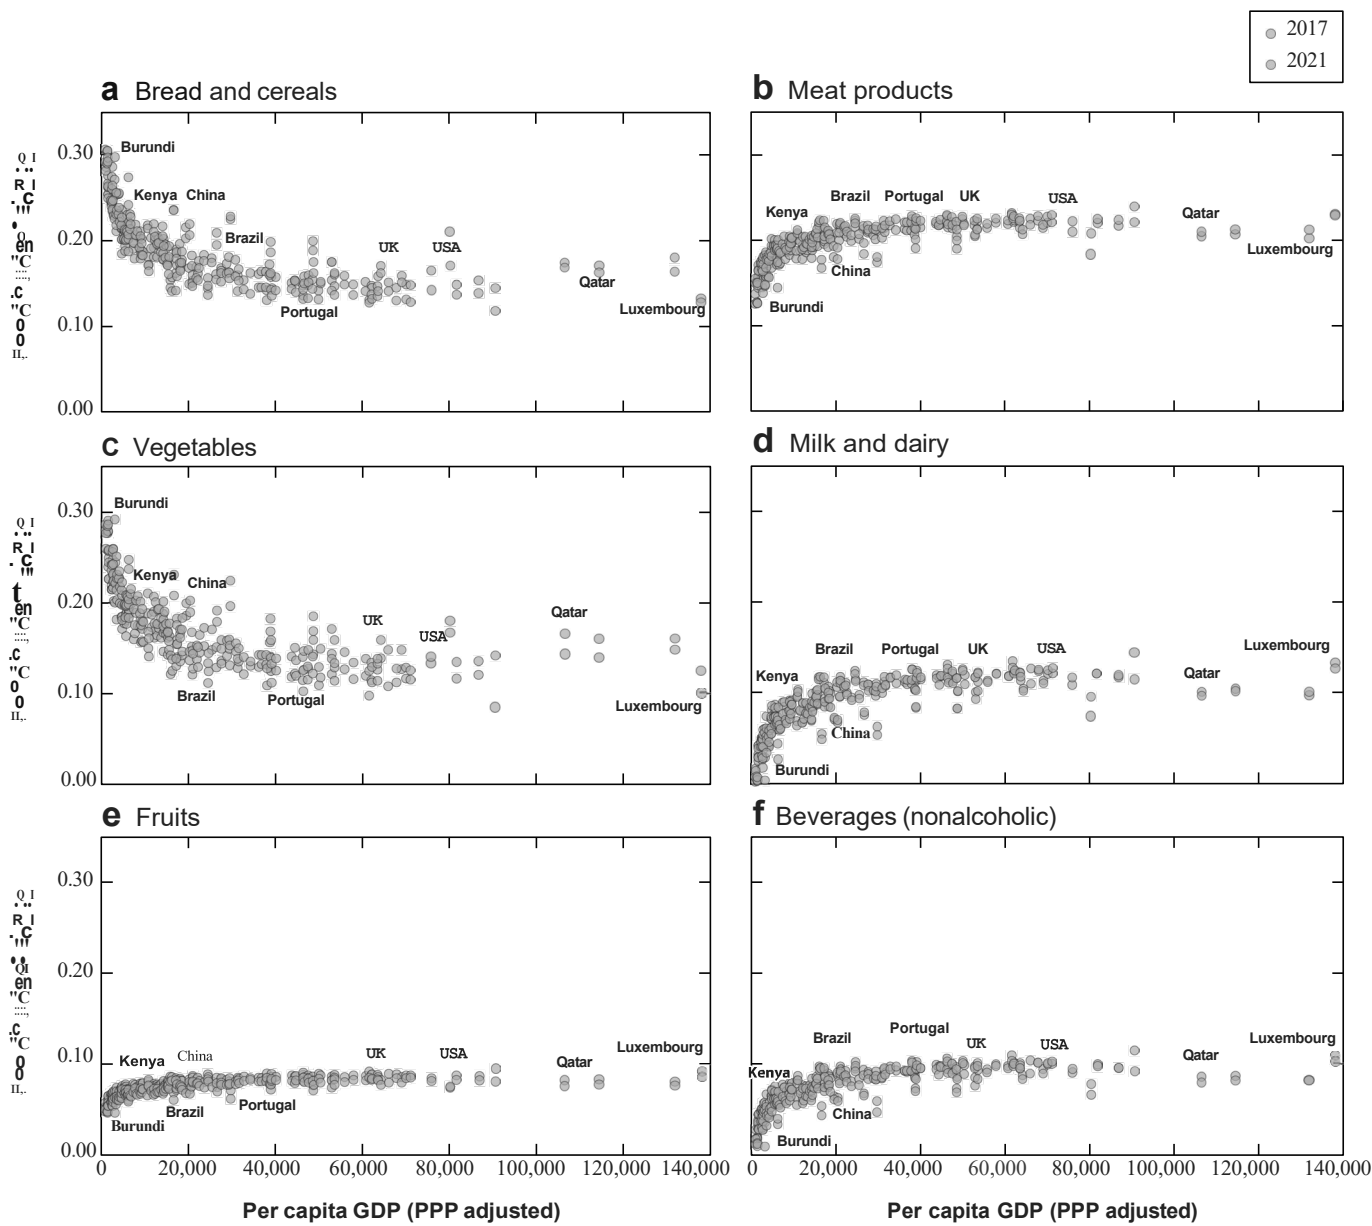 2017
2021
a Bread and cereals
b Meat products
0.30
0.20
0.10
0.00
Burundi
Kenya China
Brazil
UK
USA
Portugal
Qatar
Luxembourg
Brazil Portugal UK
USA
Kenya
China
Burundi
Qatar
Luxembourg
c Vegetables
d Milk and dairy
0.30
0.20
0.10
0.00
Burundi
Kenya
China
UK
USA
Qatar
Brazil
Portugal
Luxembourg
Brazil
Portugal
UK
USA
Luxembourg
Kenya
Qatar
China
Burundi
e Fruits
f Beverages (nonalcoholic)
0.30
0.20
0.10
0.00
Kenya
China
UK
USA
Qatar
Luxembourg
Brazil
Portugal
Burundi
Brazil
Portugal
UK
USA
Luxembourg
Kenya
Qatar
China
Burundi
0 20,000 40,000 60,000 80,000 100,000 120,000 140,000
0 20,000 40,000 60,000 80,000 100,000 120,000 140,000
Per capita GDP (PPP adjusted)
Per capita GDP (PPP adjusted)